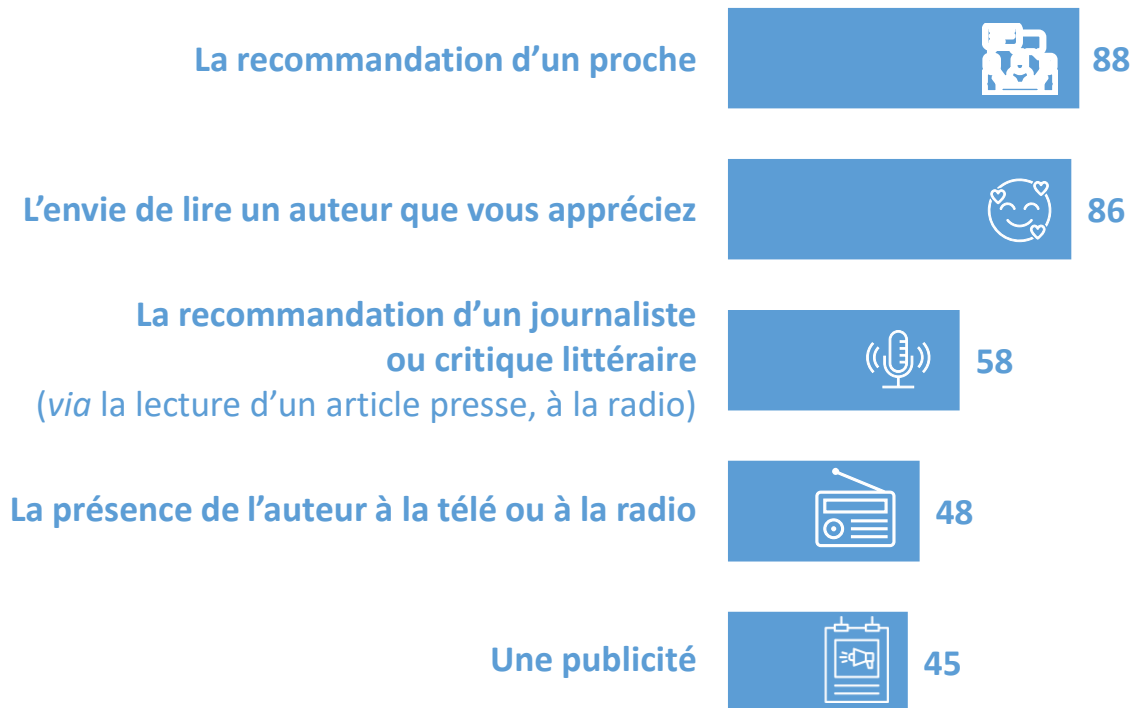 La recommandation d’un proche
88
L’envie de lire un auteur que vous appréciez
86
La recommandation d’un journaliste
ou critique littéraire
(via la lecture d’un article presse, à la radio)
58
La présence de l’auteur à la télé ou à la radio
48
Une publicité
45